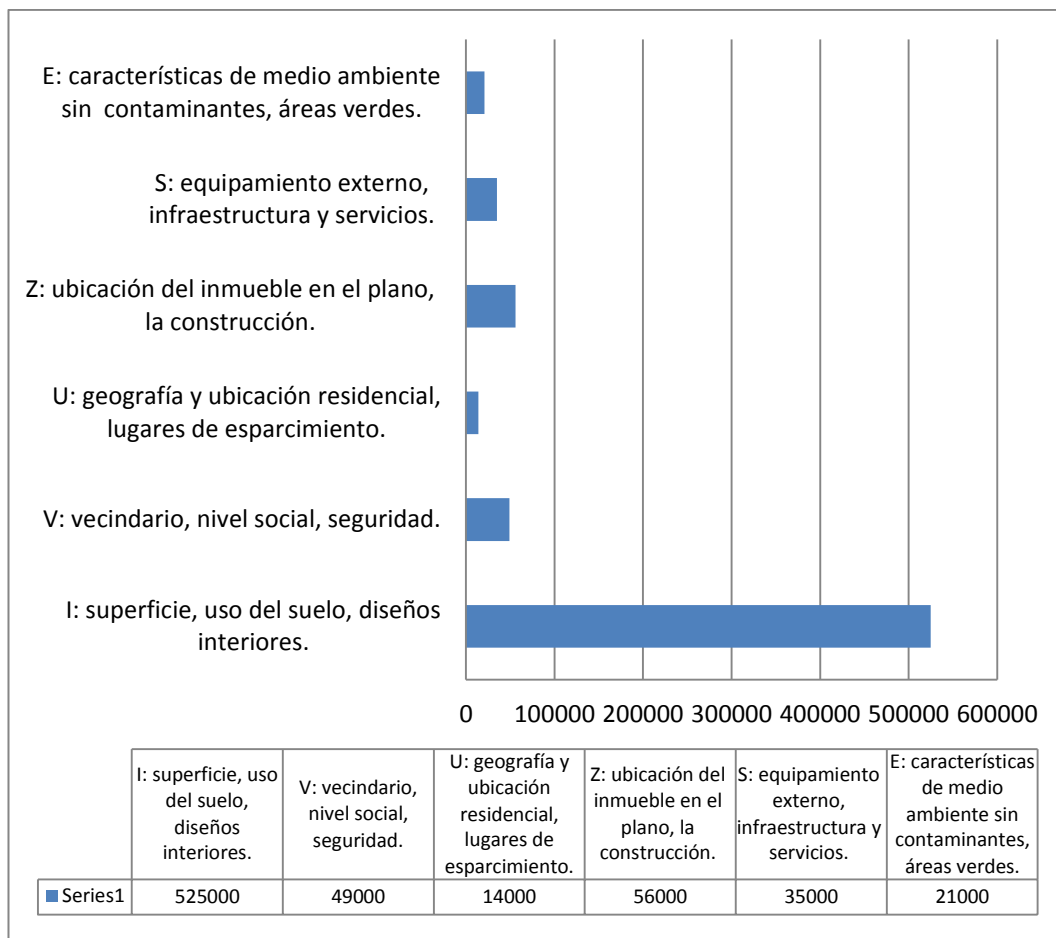 E: características de medio ambiente
sin contaminantes, áreas verdes.
S: equipamiento externo,
infraestructura y servicios.
Z: ubicación del inmueble en el plano,
la construcción.
U: geografía y ubicación residencial,
lugares de esparcimiento.
V: vecindario, nivel social, seguridad.
I: superficie, uso del suelo, diseños
interiores.
0 100000 200000 300000 400000 500000 600000
I: superficie, uso
del suelo,
diseños
interiores.
V: vecindario,
nivel social,
seguridad.
U: geografía y
ubicación
residencial,
lugares de
esparcimiento.
Z: ubicación del
inmueble en el
plano, la
construcción.
S: equipamiento
externo,
infraestructura y
servicios.
E: características
de medio
ambiente sin
contaminantes,
áreas verdes.
Series1 525000 49000 14000 56000 35000 21000